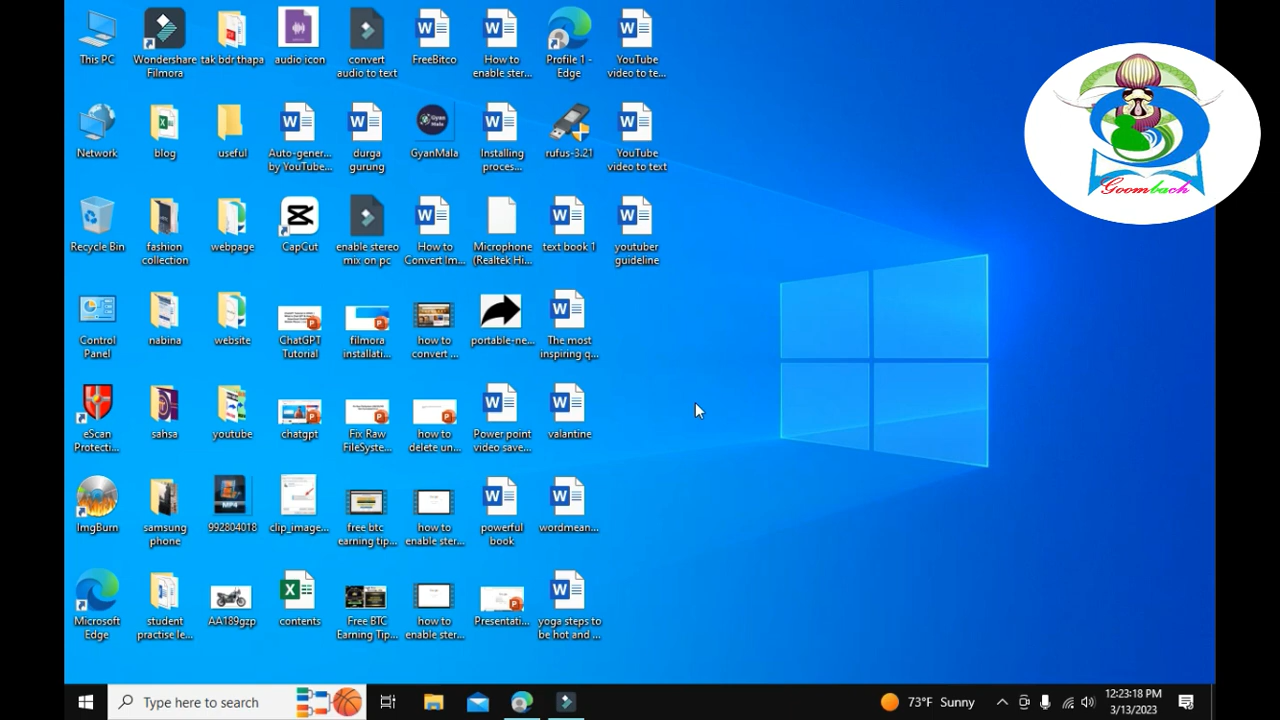 This PC
Wondershare
Filmora
tak bdr thapa
audio icon
convert
audio to text
FreeBitco
How to
enable ster...
Profile 1 -
Edge
YouTube
video to te...
Network
blog
useful
Auto-gener...
by YouTube...
durga
gurung
GyanMala
Installing
proces...
rufus-3.21
YouTube
video to text
Recycle Bin
fashion
collection
webpage
CapCut
enable stereo
mix on pc
How to
Convert Im...
Microphone
(Realtek Hi...
text book 1
youtuber
guideline
Control
Panel
nabina
website
ChatGPT
Tutorial
filmora
installati...
how to
convert ...
portable-ne...
The most
inspiring q...
eScan
Protecti...
sahsa
youtube
chatgpt
Fix Raw
FileSyste...
how to
delete un...
Power point
video save...
valantine
ImgBurn
samsung
phone
MP4
992804018
clip_image...
free btc
earning tip...
how to
enable ster...
powerful
book
wordmean...
Microsoft
Edge
student
practise le...
AA189gzp
contents
Free BTC
Earning Tip...
how to
enable ster...
Presentati...
yoga steps to
be hot and ...
Goombach
Type here to search
73°F Sunny
12:23:18 PM
3/13/2023